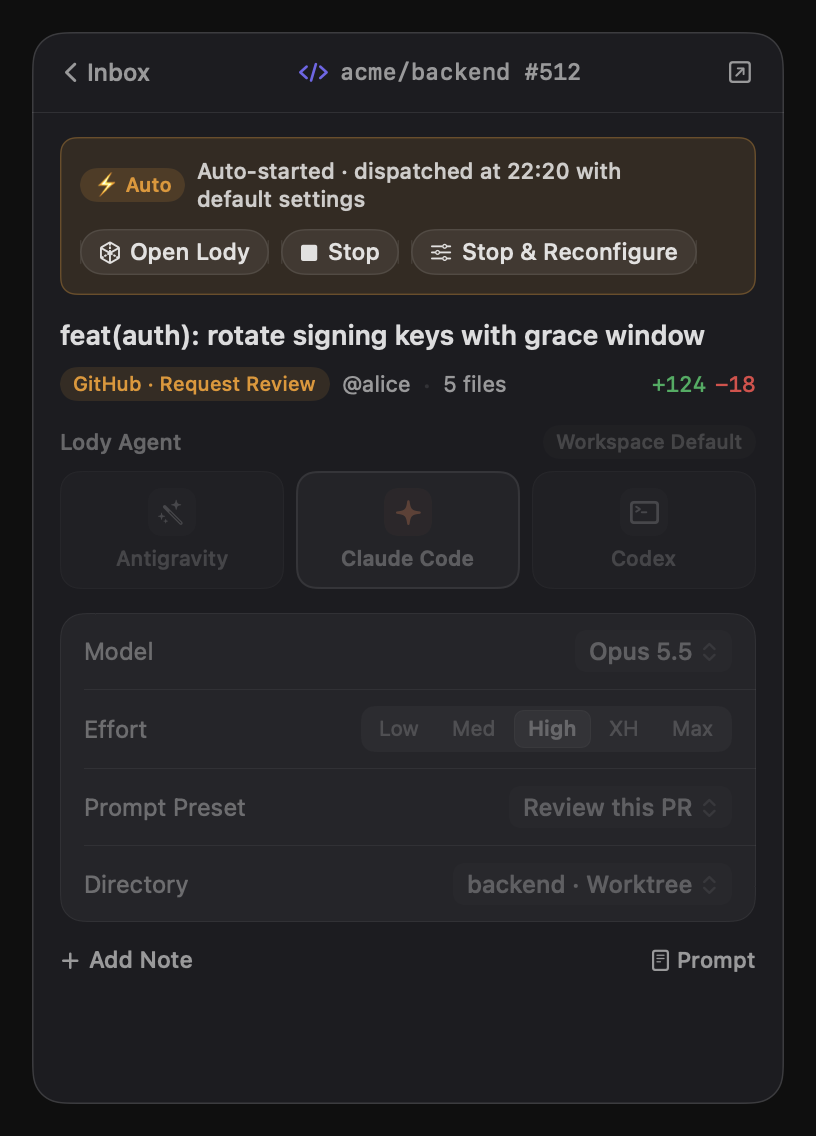 Inbox
</> acme/backend #512
Auto
Auto-started · dispatched at 22:20 with
default settings
Open Lody
Stop
Stop & Reconfigure
feat(auth): rotate signing keys with grace window
GitHub · Request Review @alice · 5 files +124 −18
Lody Agent
Workspace Default
Antigravity
Claude Code
Codex
Model
Opus 5.5
Effort
Low Med High XH Max
Prompt Preset
Review this PR
Directory
backend · Worktree
+ Add Note
Prompt